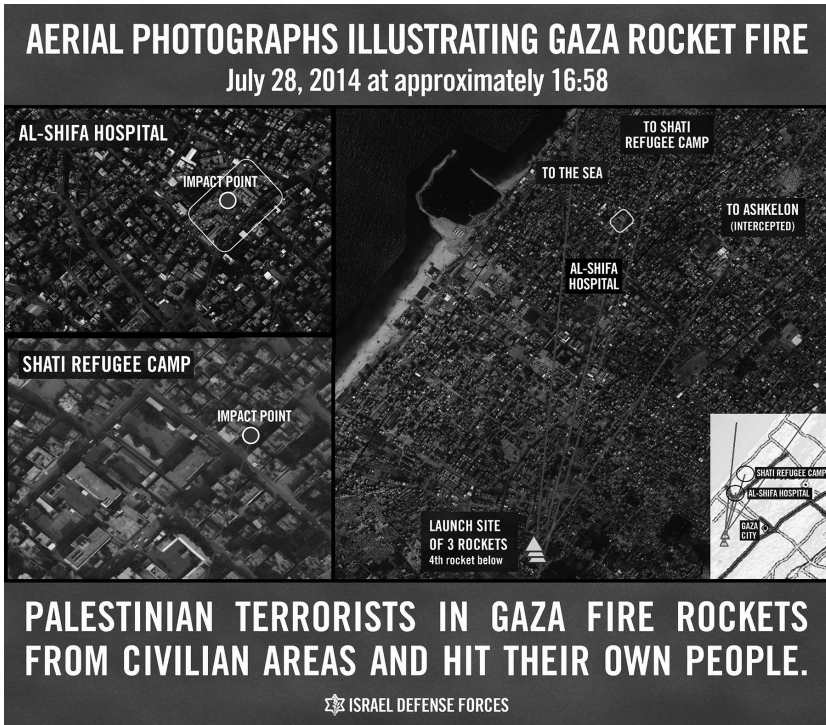 AERIAL PHOTOGRAPHS ILLUSTRATING GAZA ROCKET FIRE
July 28, 2014 at approximately 16:58
AL-SHIFA HOSPITAL
IMPACT POINT
SHATI REFUGEE CAMP
IMPACT POINT
TO SHATI
REFUGEE CAMP
TO THE SEA
TO ASHKELON
(INTERCEPTED)
AL-SHIFA
HOSPITAL
LAUNCH SITE
OF 3 ROCKETS
4th rocket below
SHATI REFUGEE CAMP
AL-SHIFA HOSPITAL
GAZA
CITY
PALESTINIAN TERRORISTS IN GAZA FIRE ROCKETS
FROM CIVILIAN AREAS AND HIT THEIR OWN PEOPLE.
ISRAEL DEFENSE FORCES